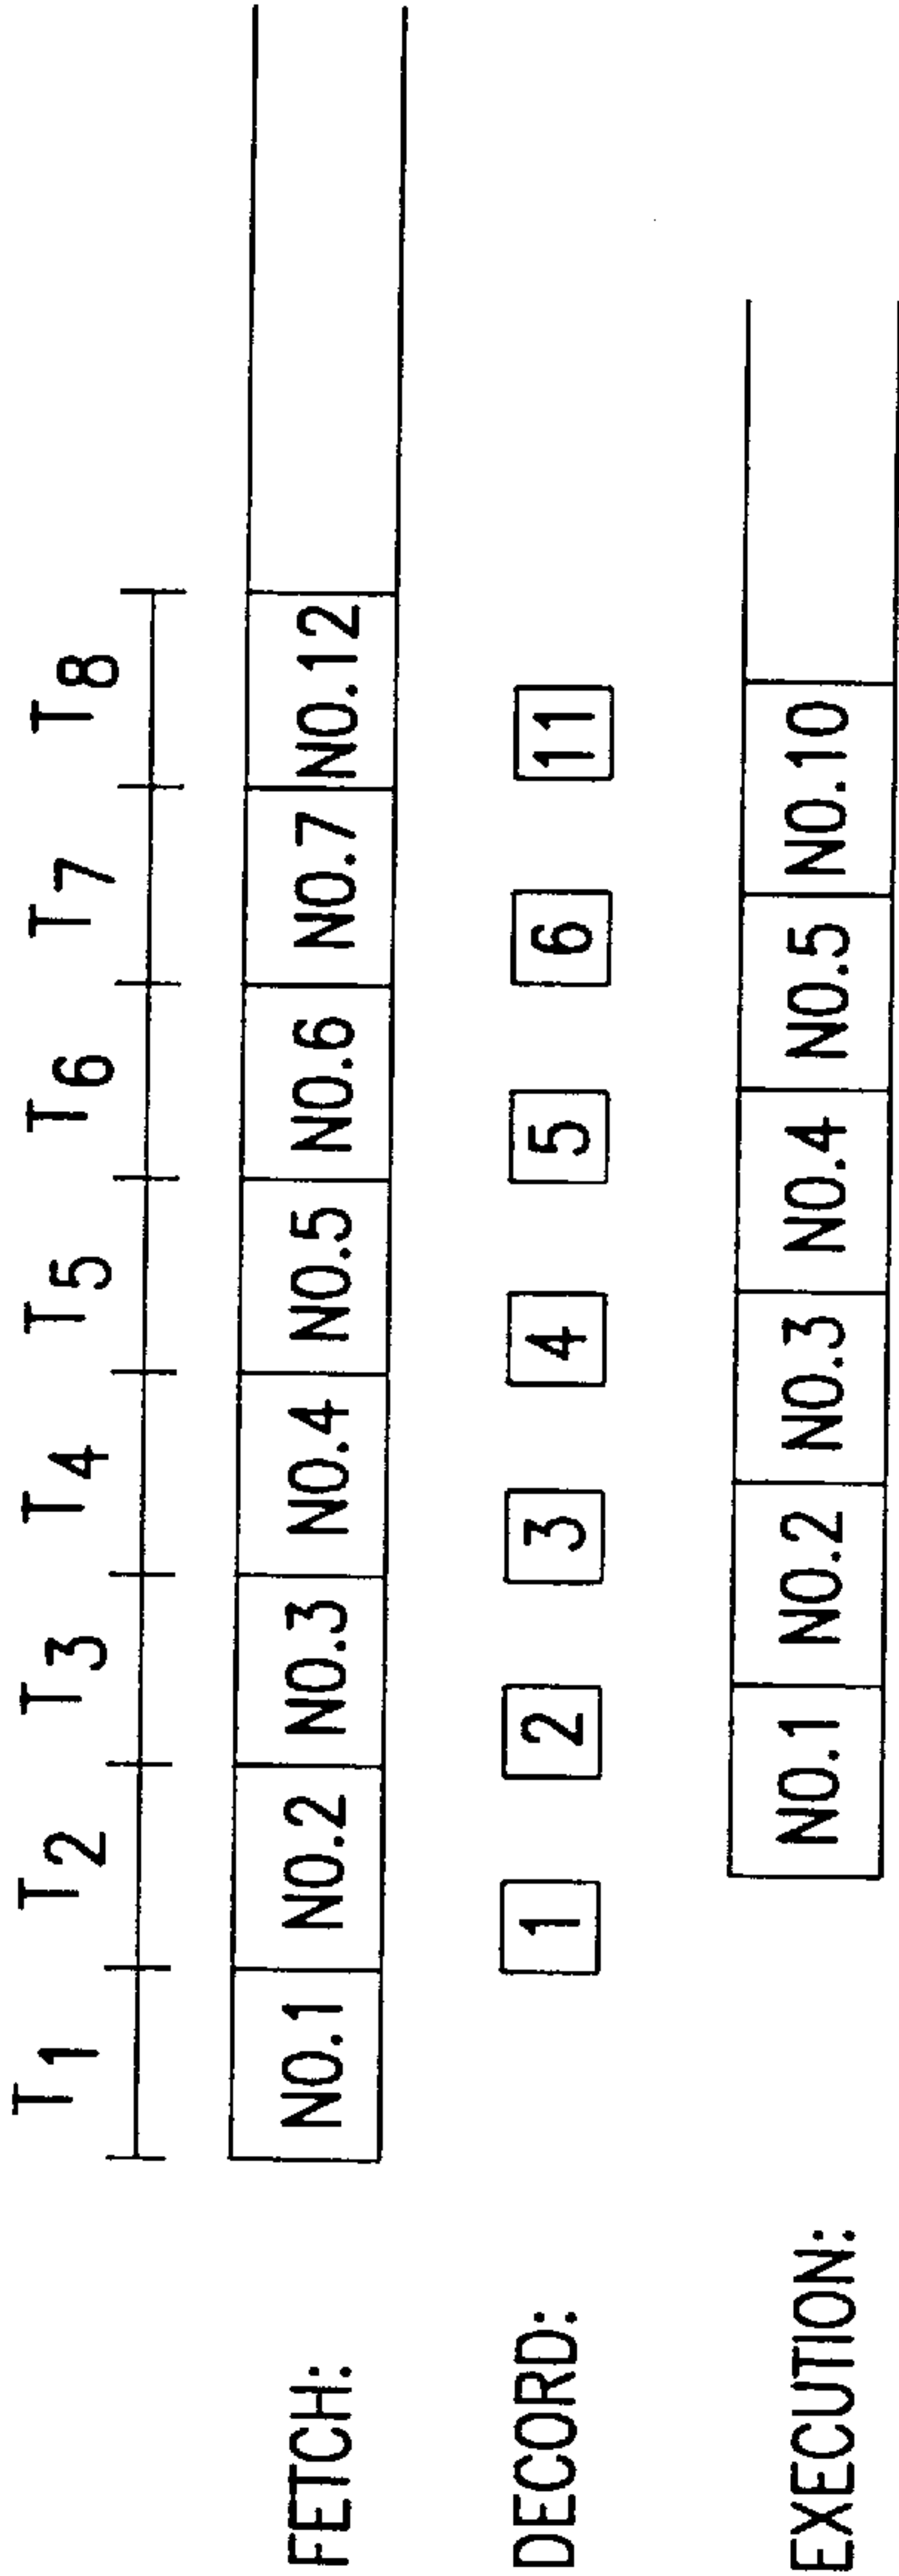 T1 T2 T3 T4 T5 T6 T7 T8
FETCH: NO.1 NO.2 NO.3 NO.4 NO.5 NO.6 NO.7 NO.12
DECORD: 1 2 3 4 5 6 11
EXECUTION: NO.1 NO.2 NO.3 NO.4 NO.5 NO.10